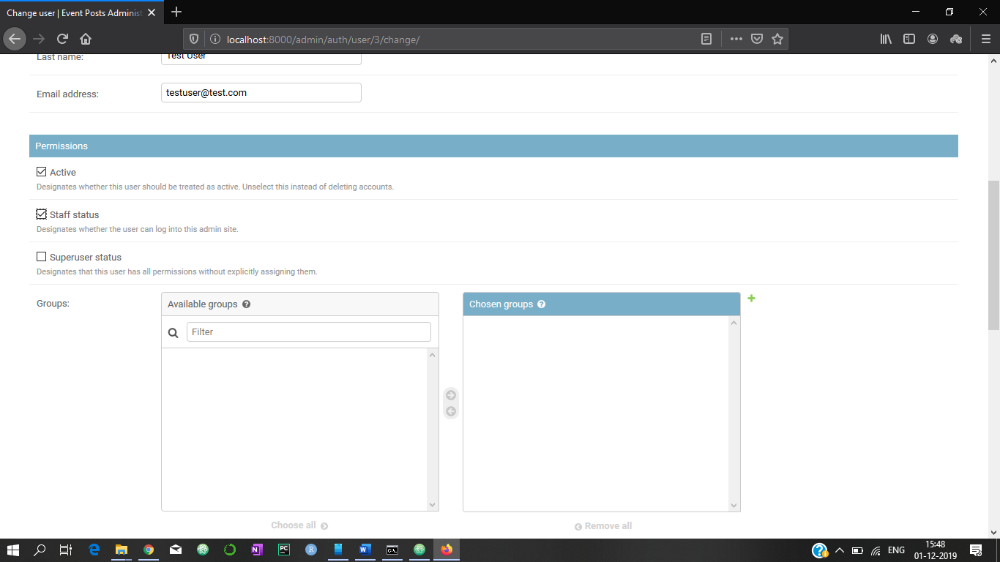 Change user | Event Posts Administ
localhost:8000/admin/auth/user/3/change/
Last name:
Test User
Email address:
testuser@test.com
Permissions
Active
Designates whether this user should be treated as active. Unselect this instead of deleting accounts.
Staff status
Designates whether the user can log into this admin site.
Superuser status
Designates that this user has all permissions without explicitly assigning them.
Groups:
Available groups ?
Chosen groups ?
Filter
Choose all
Remove all
ENG
15:48
01-12-2019